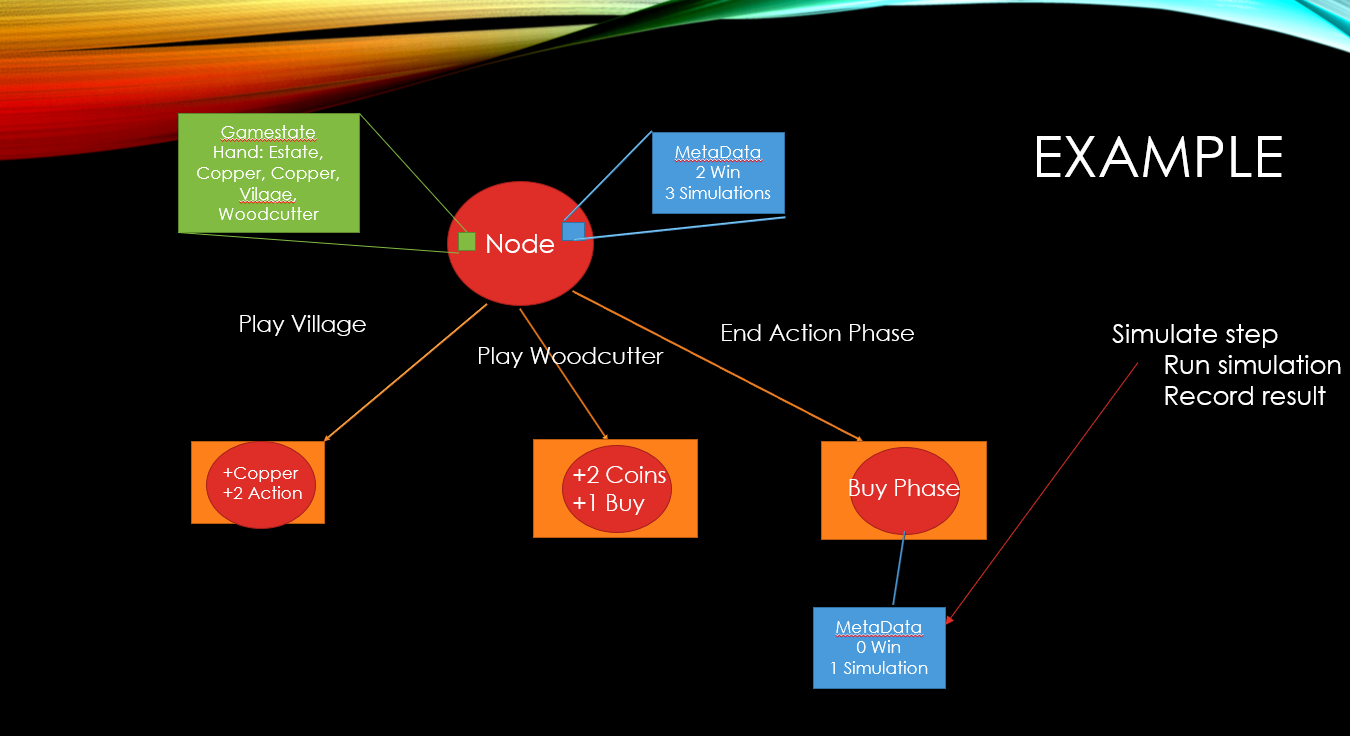 EXAMPLE
Gamestate
Hand: Estate,
Copper, Copper,
Vilage,
Woodcutter
MetaData
2 Win
3 Simulations
Node
Play Village
Play Woodcutter
End Action Phase
Simulate step
Run simulation
Record result
+Copper
+2 Action
+2 Coins
+1 Buy
Buy Phase
MetaData
0 Win
1 Simulation